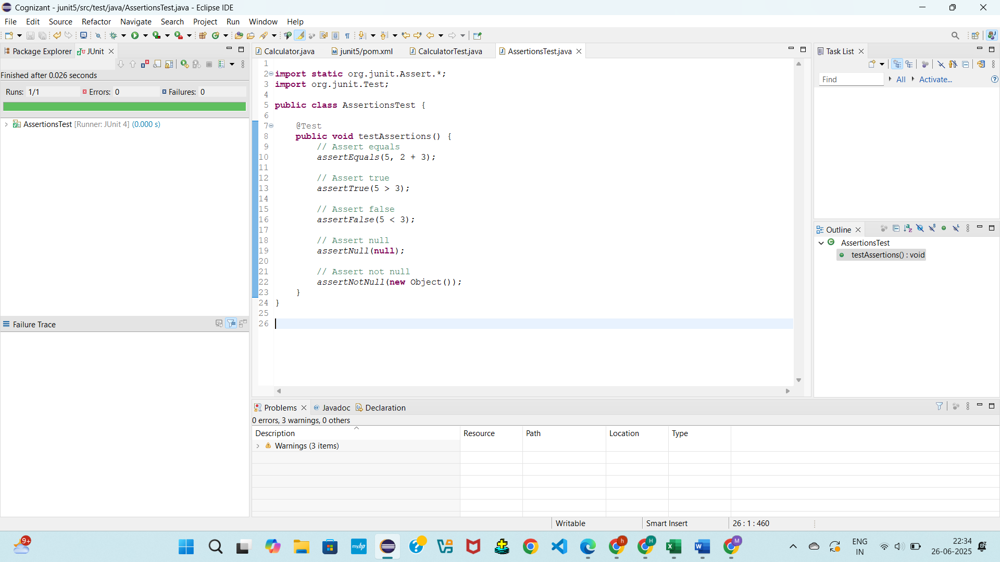 Cognizant - junit5/src/test/java/AssertionsTest.java - Eclipse IDE
File Edit Source Refactor Navigate Search Project Run Window Help
Package Explorer JUnit
Finished after 0.026 seconds
Runs: 1/1 Errors: 0 Failures: 0
AssertionsTest [Runner: JUnit 4] (0.000 s)
Failure Trace
Calculator.java junit5/pom.xml CalculatorTest.java AssertionsTest.java
1
2 import static org.junit.Assert.*;
3 import org.junit.Test;
4
5 public class AssertionsTest {
6
7 @Test
8 public void testAssertions() {
9 // Assert equals
10 assertEquals(5, 2 + 3);
11
12 // Assert true
13 assertTrue(5 > 3);
14
15 // Assert false
16 assertFalse(5 < 3);
17
18 // Assert null
19 assertNull(null);
20
21 // Assert not null
22 assertNotNull(new Object());
23 }
24 }
25
26
Task List
Find All Activate...
Outline
AssertionsTest
testAssertions() : void
Problems Javadoc Declaration
0 errors, 3 warnings, 0 others
Description Resource Path Location Type
Warnings (3 items)
Writable Smart Insert 26 : 1 : 460
9+
myhp
h
H
M
ENG
IN
22:34
26-06-2025